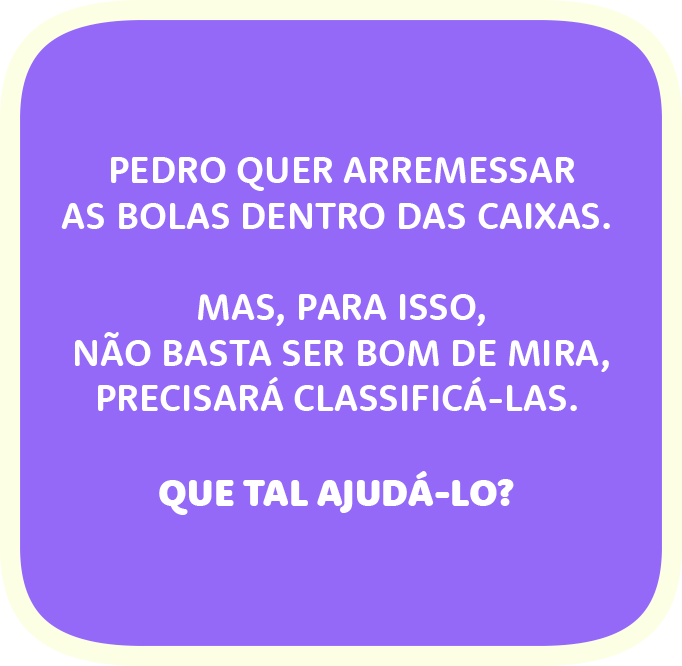 PEDRO QUER ARREMESSAR
AS BOLAS DENTRO DAS CAIXAS.
MAS, PARA ISSO,
NÃO BASTA SER BOM DE MIRA,
PRECISARÁ CLASSIFICÁ-LAS.
QUE TAL AJUDÁ-LO?